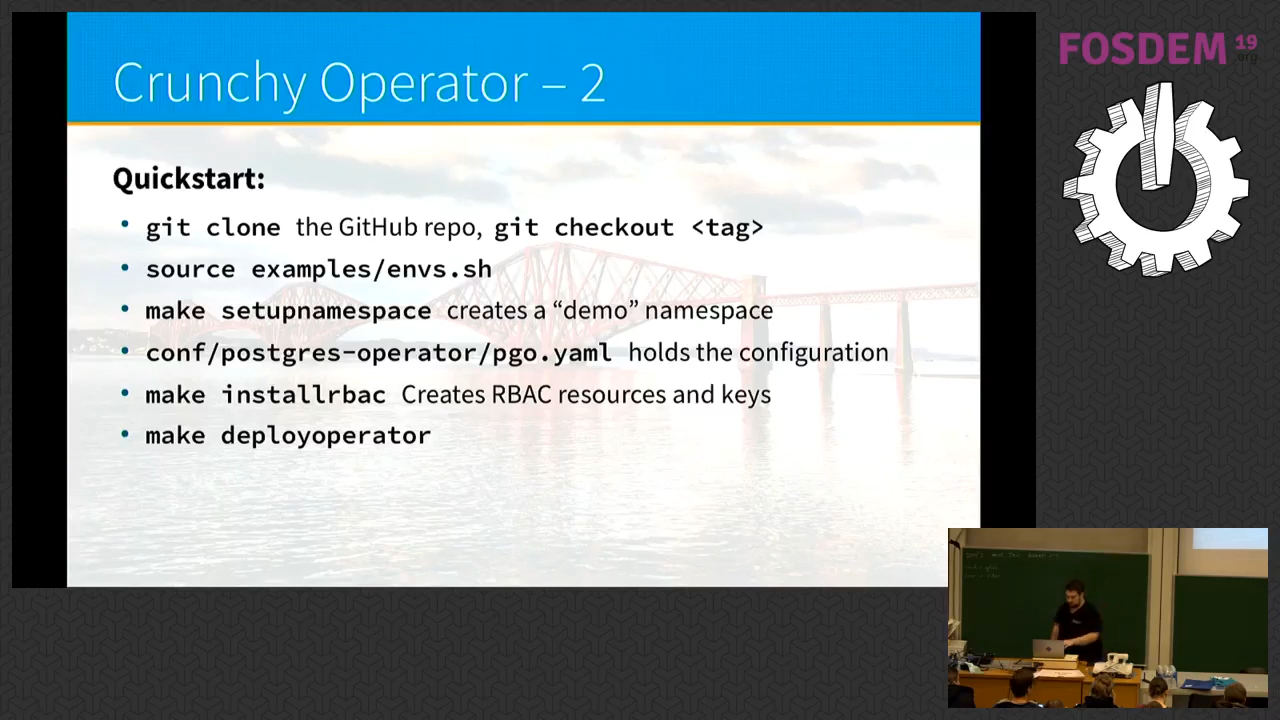 Crunchy Operator – 2
Quickstart:
• git clone the GitHub repo, git checkout <tag>
• source examples/envs.sh
• make setupnamespace creates a “demo” namespace
• conf/postgres-operator/pgo.yaml holds the configuration
• make installrbac Creates RBAC resources and keys
• make deployoperator
FOSDEM 19
.org